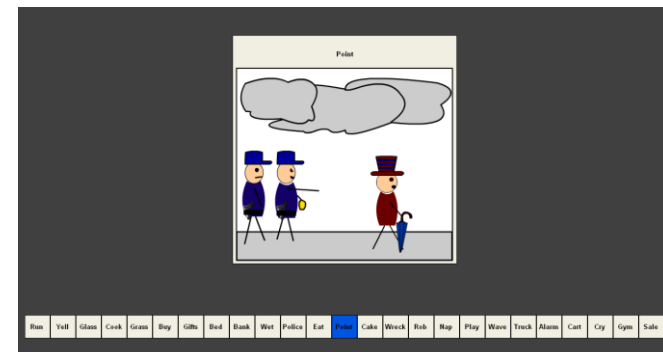 Point
Run Yell Glass Cook Grass Buy Gifts Bed Bank Wet Police Eat Point Cake Wreck Rob Nap Play Wave Truck Alarm Cart Cry Gym Sale